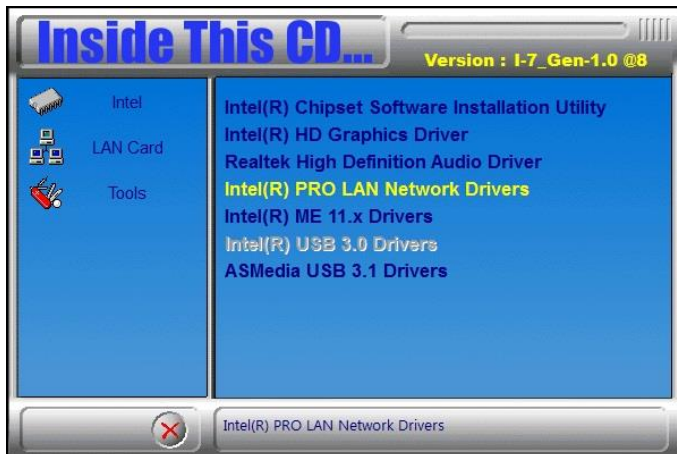 Inside This CD...
Version : I-7_Gen-1.0 @8
Intel
LAN Card
Tools
Intel(R) Chipset Software Installation Utility
Intel(R) HD Graphics Driver
Realtek High Definition Audio Driver
Intel(R) PRO LAN Network Drivers
Intel(R) ME 11.x Drivers
Intel(R) USB 3.0 Drivers
ASMedia USB 3.1 Drivers
Intel(R) PRO LAN Network Drivers